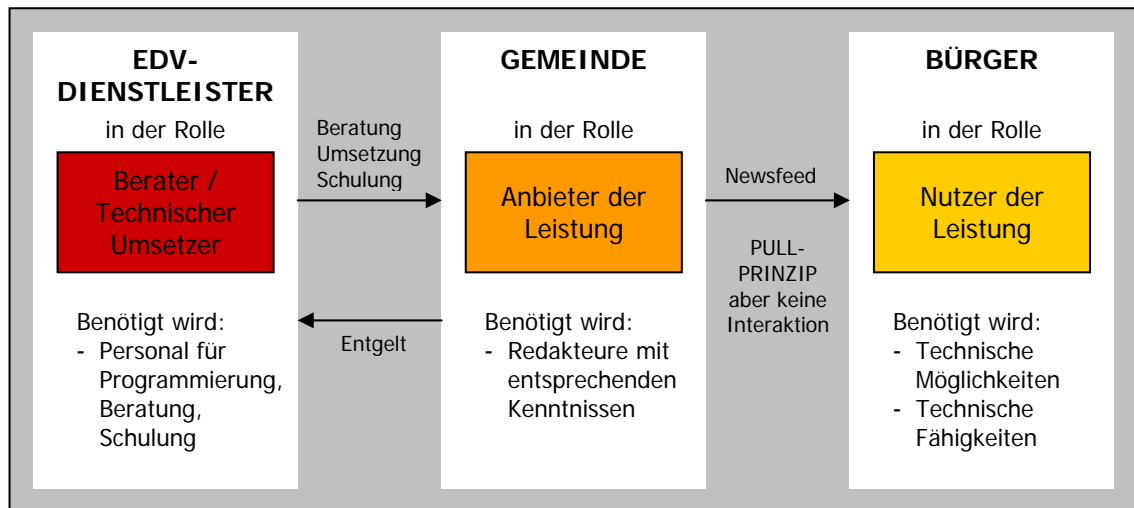 EDV-
DIENSTLEISTER
in der Rolle
Berater /
Technischer
Umsetzer
Benötigt wird:
- Personal für
Programmierung,
Beratung,
Schulung
Beratung
Umsetzung
Schulung
Entgelt
GEMEINDE
in der Rolle
Anbieter der
Leistung
Benötigt wird:
- Redakteure mit
entsprechenden
Kenntnissen
Newsfeed
PULL-
PRINZIP
aber keine
Interaktion
BÜRGER
in der Rolle
Nutzer der
Leistung
Benötigt wird:
- Technische
Möglichkeiten
- Technische
Fähigkeiten